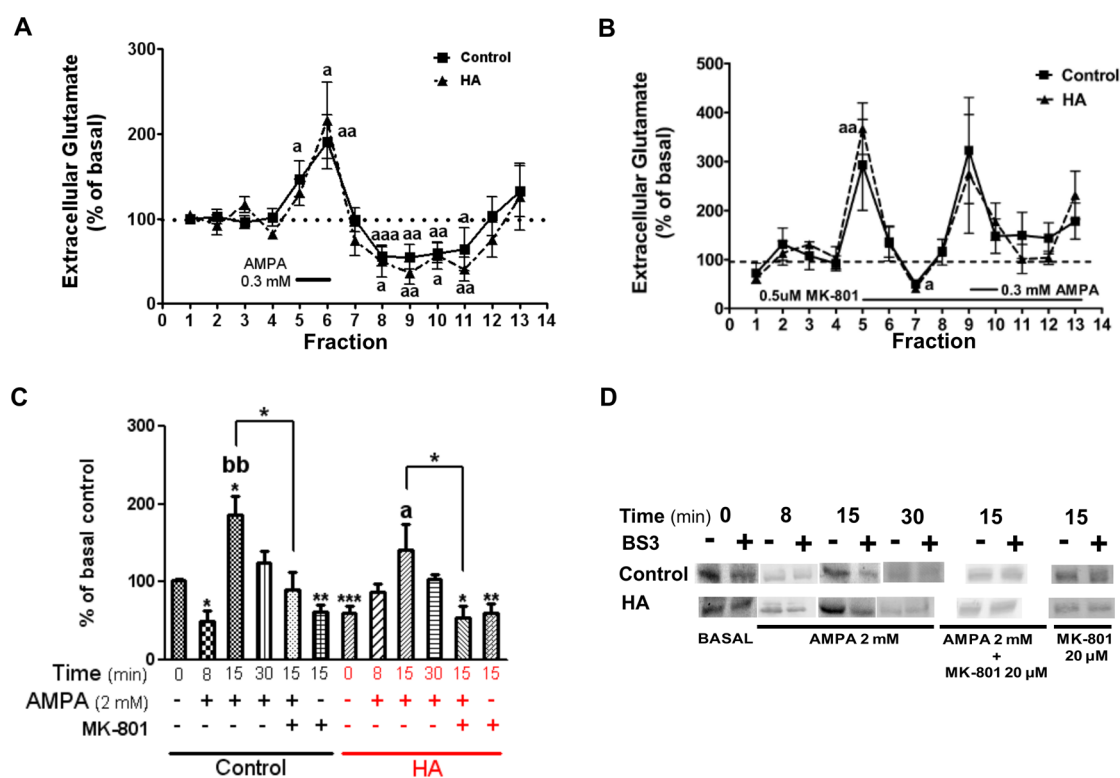 A
300
200
100
0
Extracellular Glutamate
(% of basal)
Control
HA
a
a
aa
aaa
aa
aa
a
a
aa
a
aa
AMPA
0.3 mM
0 1 2 3 4 5 6 7 8 9 10 11 12 13 14
Fraction
B
500
400
300
200
100
0
Extracellular Glutamate
(% of basal)
Control
HA
aa
a
0.5uM MK-801
0.3 mM AMPA
0 1 2 3 4 5 6 7 8 9 10 11 12 13 14
Fraction
C
300
200
100
0
% of basal control
*
*
bb
*
a
*
**
***
*
**
Time (min) 0 8 15 30 15 15 0 8 15 30 15 15
AMPA (2 mM) - + + + + - - + + + + -
MK-801 - - - - + + - - - - + +
Control HA
D
Time (min) 0 8 15 30 15 15
BS3 - + - + - + - + - + - +
Control
HA
BASAL AMPA 2 mM AMPA 2 mM MK-801
+ 20 µM
MK-801 20 µM